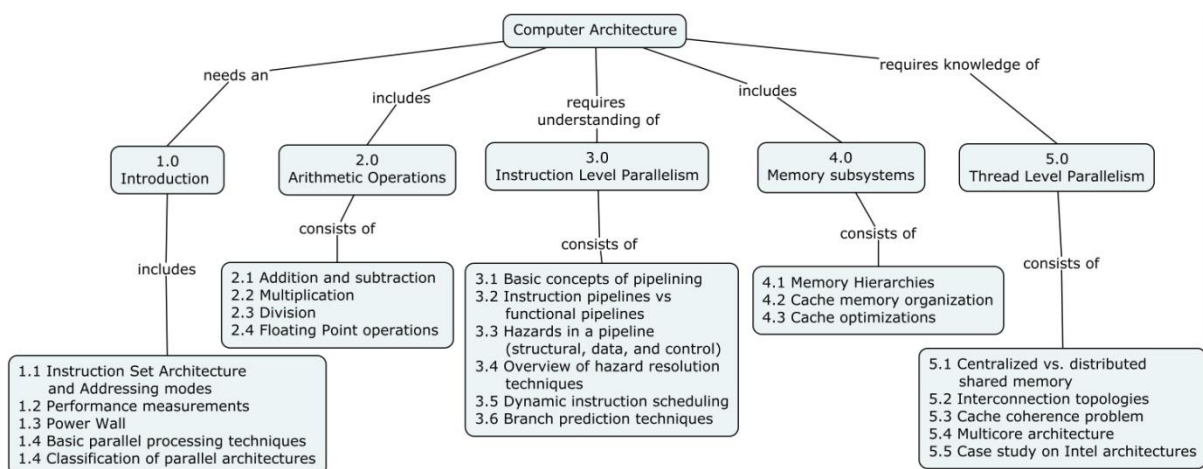 Computer Architecture
needs an
includes
requires
understanding of
includes
requires knowledge of
1.0
Introduction
2.0
Arithmetic Operations
3.0
Instruction Level Parallelism
4.0
Memory subsystems
5.0
Thread Level Parallelism
includes
consists of
consists of
consists of
consists of
1.1 Instruction Set Architecture
and Addressing modes
1.2 Performance measurements
1.3 Power Wall
1.4 Basic parallel processing techniques
1.4 Classification of parallel architectures
2.1 Addition and subtraction
2.2 Multiplication
2.3 Division
2.4 Floating Point operations
3.1 Basic concepts of pipelining
3.2 Instruction pipelines vs
functional pipelines
3.3 Hazards in a pipeline
(structural, data, and control)
3.4 Overview of hazard resolution
techniques
3.5 Dynamic instruction scheduling
3.6 Branch prediction techniques
4.1 Memory Hierarchies
4.2 Cache memory organization
4.3 Cache optimizations
5.1 Centralized vs. distributed
shared memory
5.2 Interconnection topologies
5.3 Cache coherence problem
5.4 Multicore architecture
5.5 Case study on Intel architectures